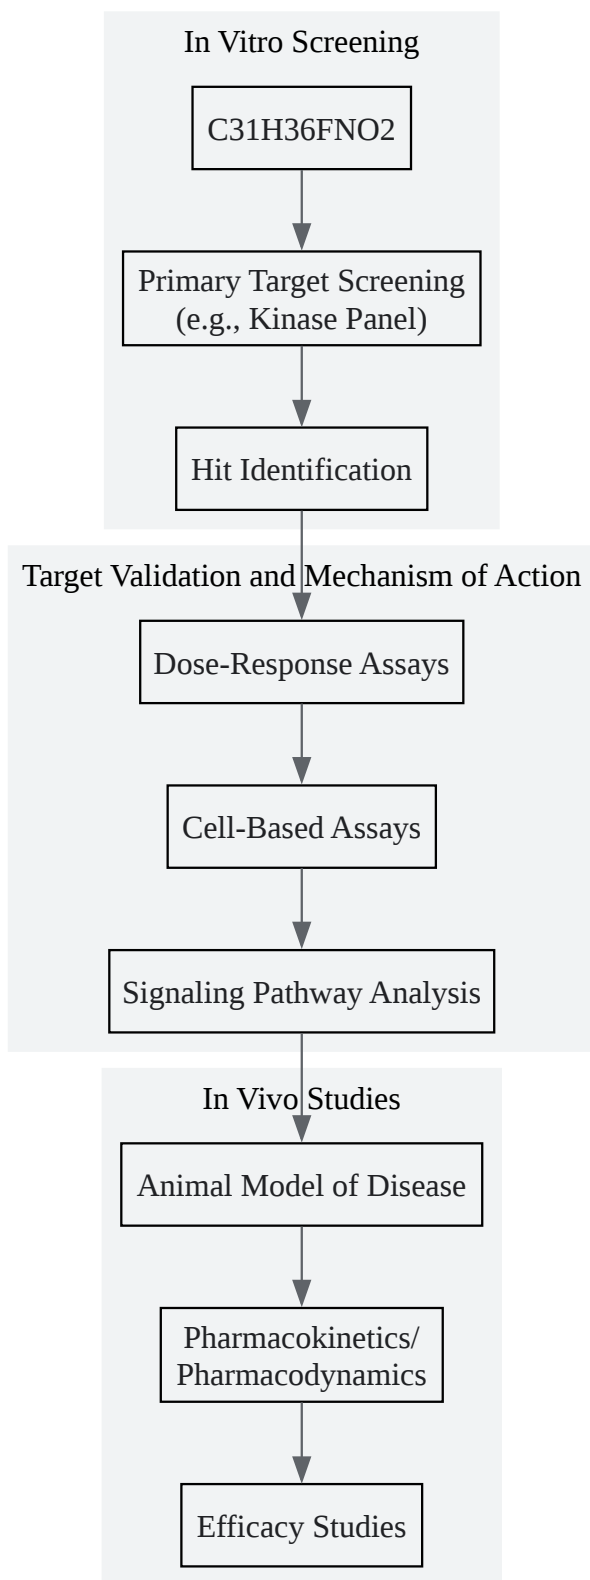 In Vitro Screening
C31H36FNO2
Primary Target Screening
(e.g., Kinase Panel)
Hit Identification
Target Validation and Mechanism of Action
Dose-Response Assays
Cell-Based Assays
Signaling Pathway Analysis
In Vivo Studies
Animal Model of Disease
Pharmacokinetics/
Pharmacodynamics
Efficacy Studies